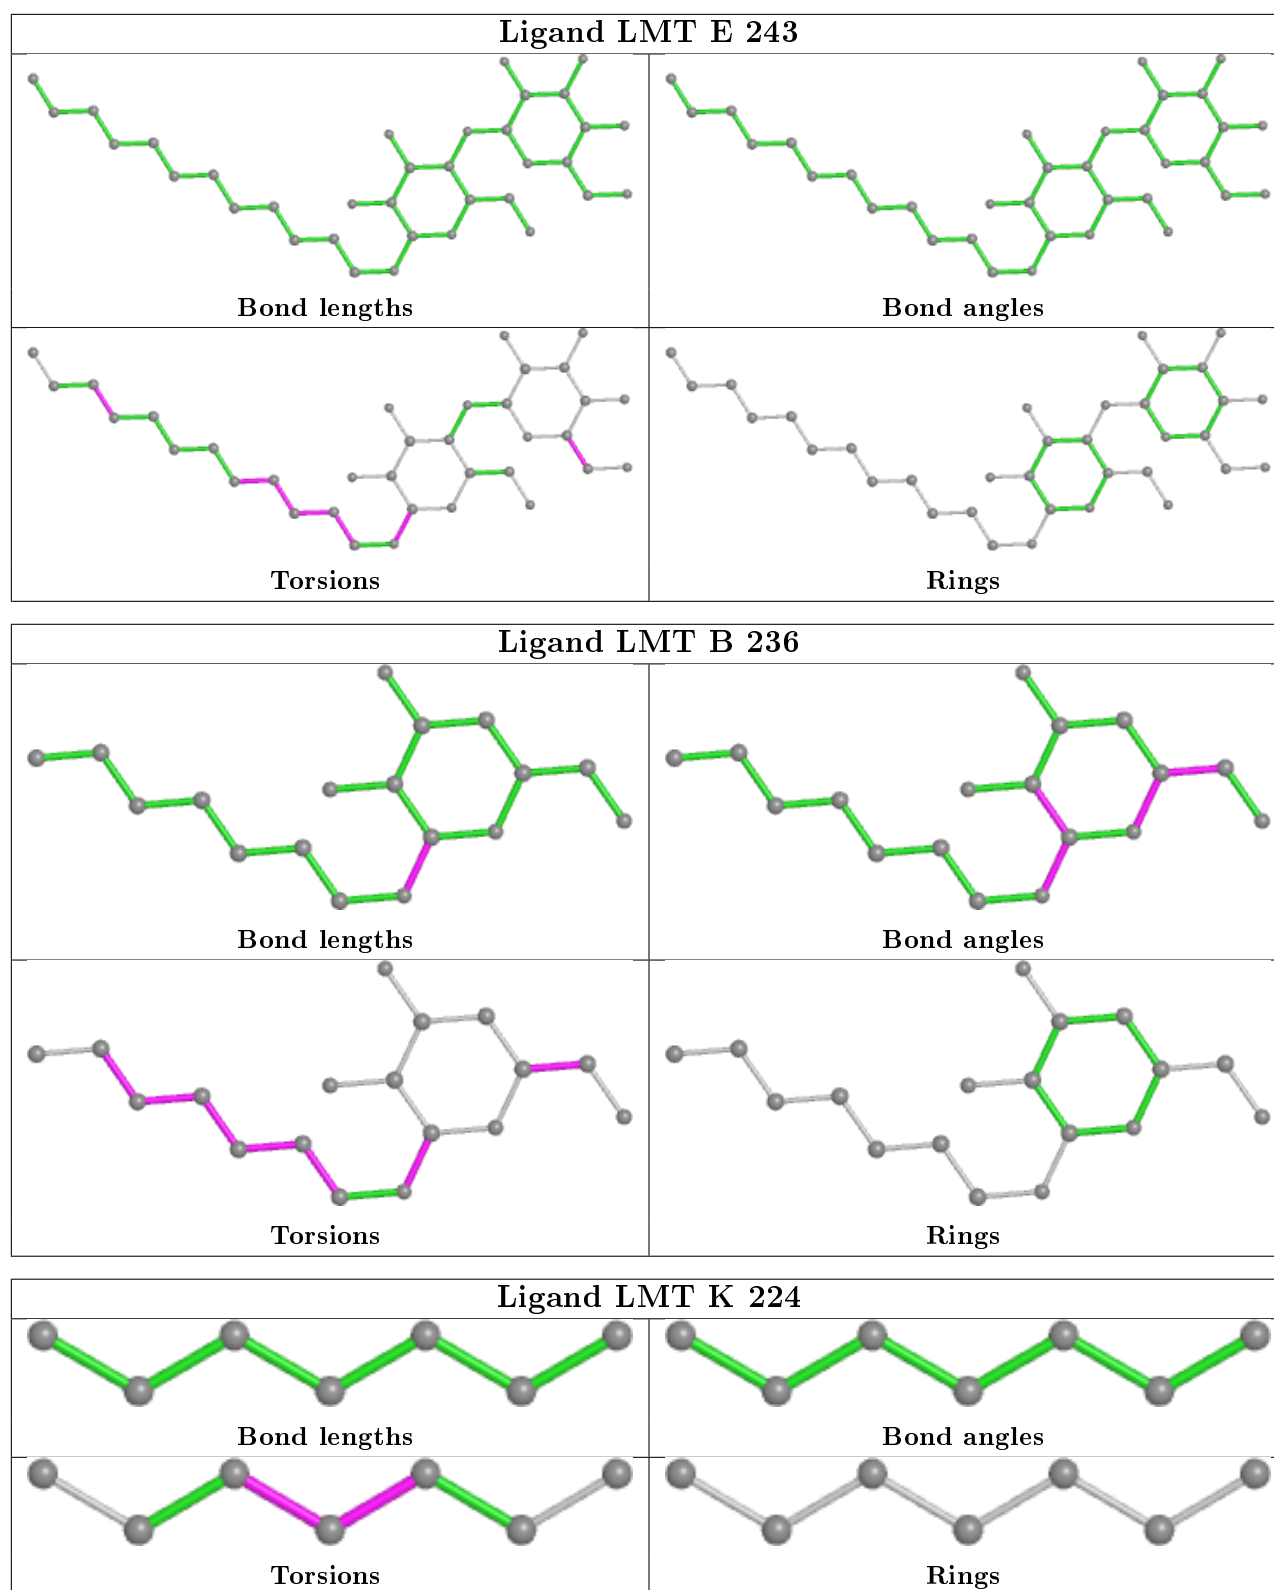 Ligand LMT E 243
Bond lengths
Bond angles
Torsions
Rings
Ligand LMT B 236
Bond lengths
Bond angles
Torsions
Rings
Ligand LMT K 224
Bond lengths
Bond angles
Torsions
Rings